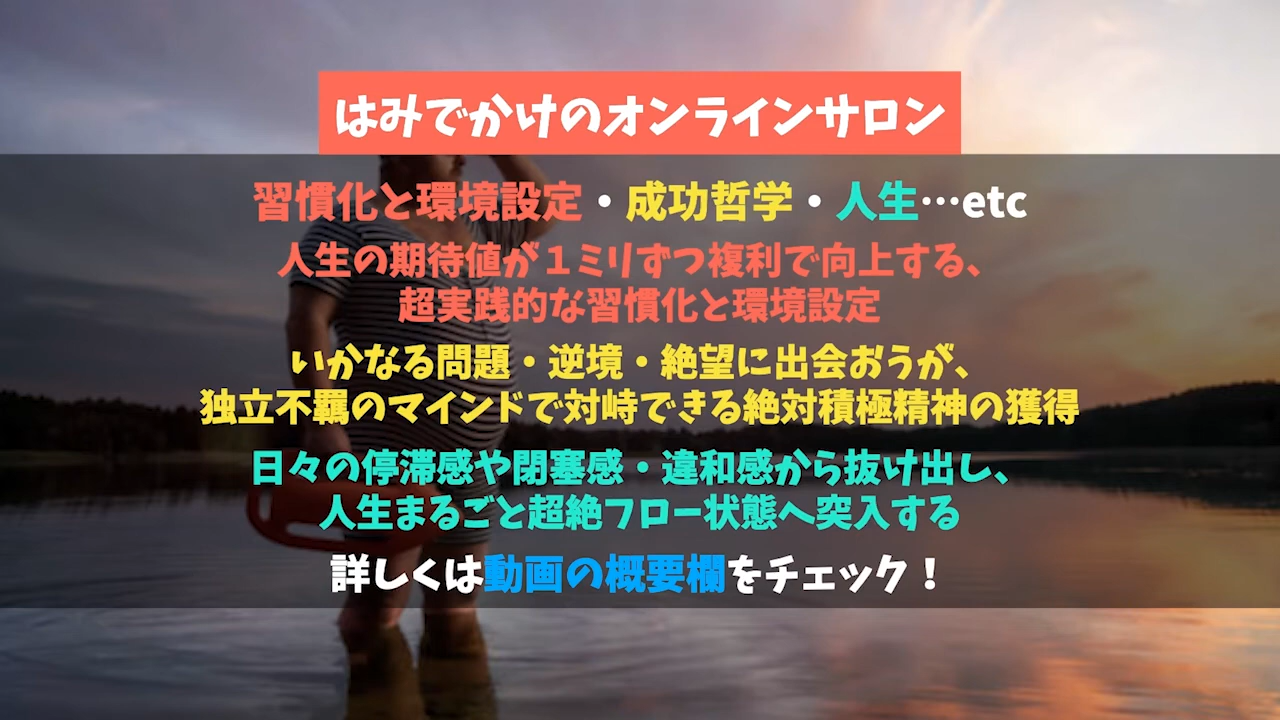 はみでかけのオンラインサロン
習慣化と環境設定・成功哲学・人生…etc
人生の期待値が１ミリずつ複利で向上する、
超実践的な習慣化と環境設定
いかなる問題・逆境・絶望に出会おうが、
独立不羈のマインドで対峙できる絶対積極精神の獲得
日々の停滞感や閉塞感・違和感から抜け出し、
人生まるごと超絶フロー状態へ突入する
詳しくは動画の概要欄をチェック！